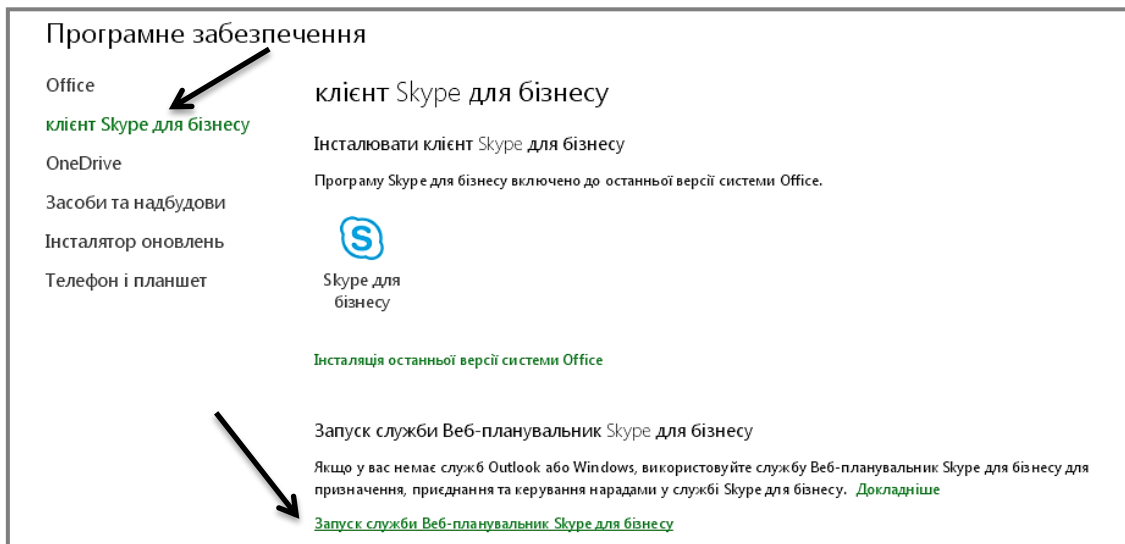 Програмне забезпечення
Office
клієнт Skype для бізнесу
OneDrive
Засоби та надбудови
Інсталятор оновлень
Телефон і планшет
клієнт Skype для бізнесу
Інсталювати клієнт Skype для бізнесу
Програму Skype для бізнесу включено до останньої версії системи Office.
Skype для
бізнесу
Інсталяція останньої версії системи Office
Запуск служби Веб-планувальник Skype для бізнесу
Якщо у вас немає служб Outlook або Windows, використовуйте службу Веб-планувальник Skype для бізнесу для
призначення, приєднання та керування нарадами у службі Skype для бізнесу. Докладніше
Запуск служби Веб-планувальник Skype для бізнесу